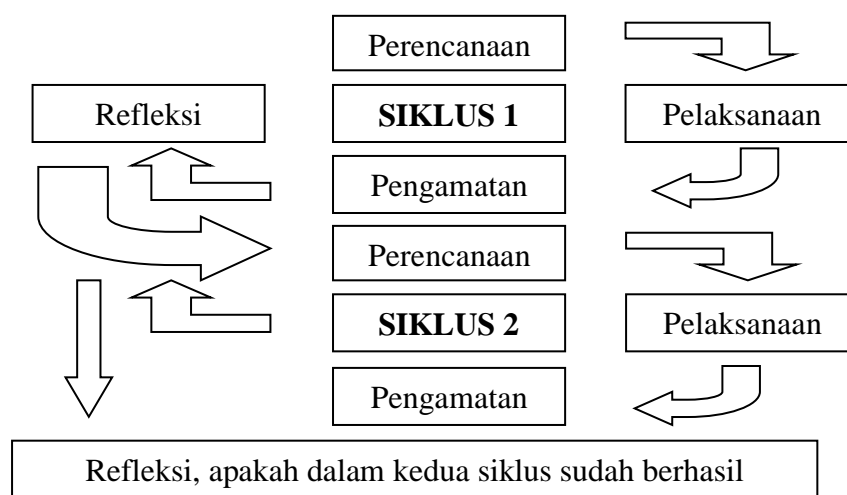 Perencanaan
Refleksi
SIKLUS 1
Pelaksanaan
Pengamatan
Perencanaan
SIKLUS 2
Pelaksanaan
Pengamatan
Refleksi, apakah dalam kedua siklus sudah berhasil